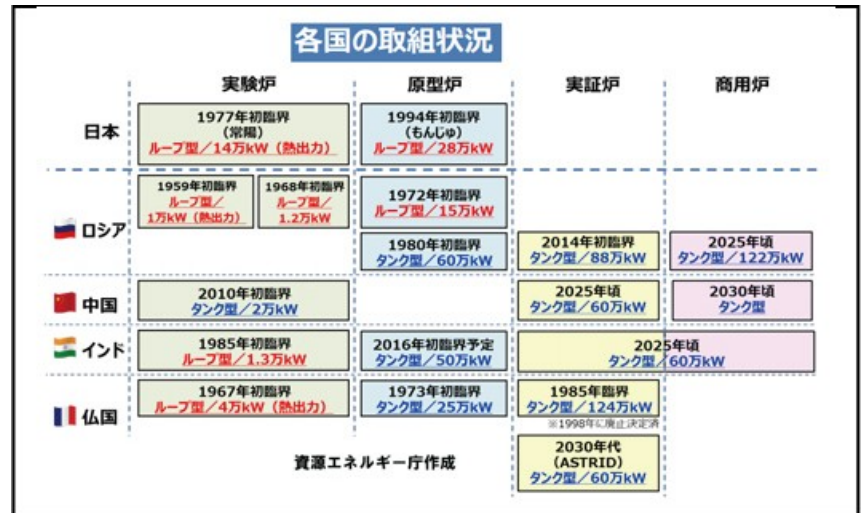 各国の取組状況
実験炉
原型炉
実証炉
商用炉
日本
1977年初臨界
(常陽)
ループ型/14万kW(熱出力)
1994年初臨界
(もんじゅ)
ループ型/28万kW
ロシア
1959年初臨界
ループ型/
1万kW(熱出力)
1968年初臨界
ループ型/
1.2万kW
1972年初臨界
ループ型/15万kW
1980年初臨界
タンク型/60万kW
2014年初臨界
タンク型/88万kW
2025年頃
タンク型/122万kW
中国
2010年初臨界
タンク型/2万kW
2025年頃
タンク型/60万kW
2030年頃
タンク型
インド
1985年初臨界
ループ型/1.3万kW
2016年初臨界予定
タンク型/50万kW
2025年頃
タンク型/60万kW
仏国
1967年初臨界
ループ型/4万kW(熱出力)
1973年初臨界
タンク型/25万kW
1985年臨界
タンク型/124万kW
※1998年に廃止決定済
2030年代
(ASTRID)
タンク型/60万kW
資源エネルギー庁作成